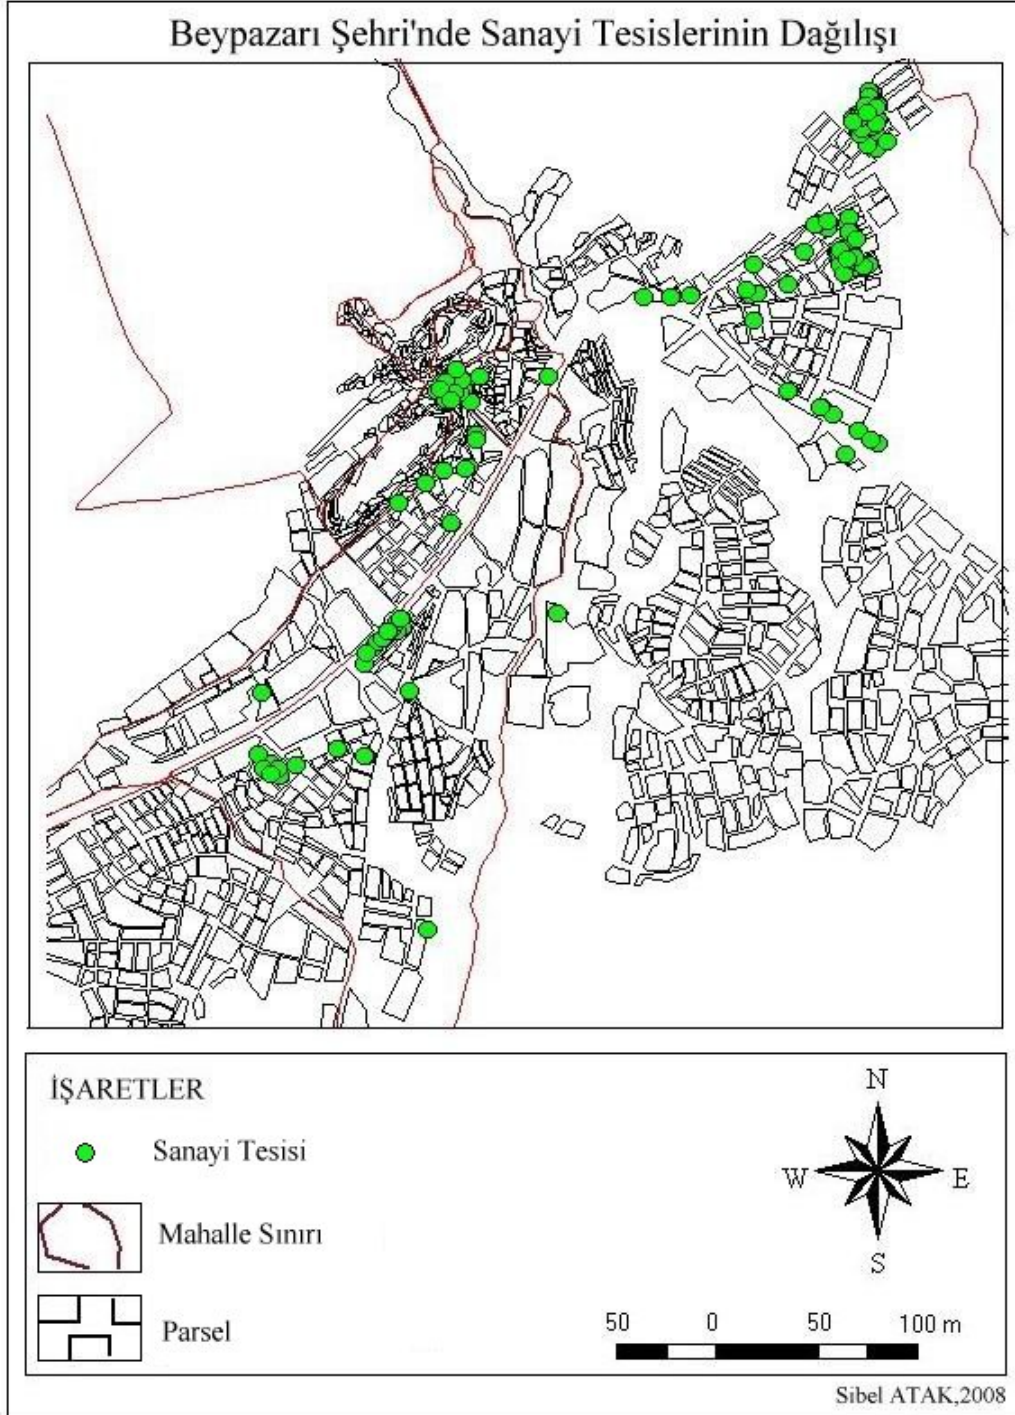 Beypazarı Şehri'nde Sanayi Tesislerinin Dağılışı
İŞARETLER
Sanayi Tesisi
Mahalle Sınırı
Parsel
N
W E
S
50 0 50 100 m
Sibel ATAK,2008